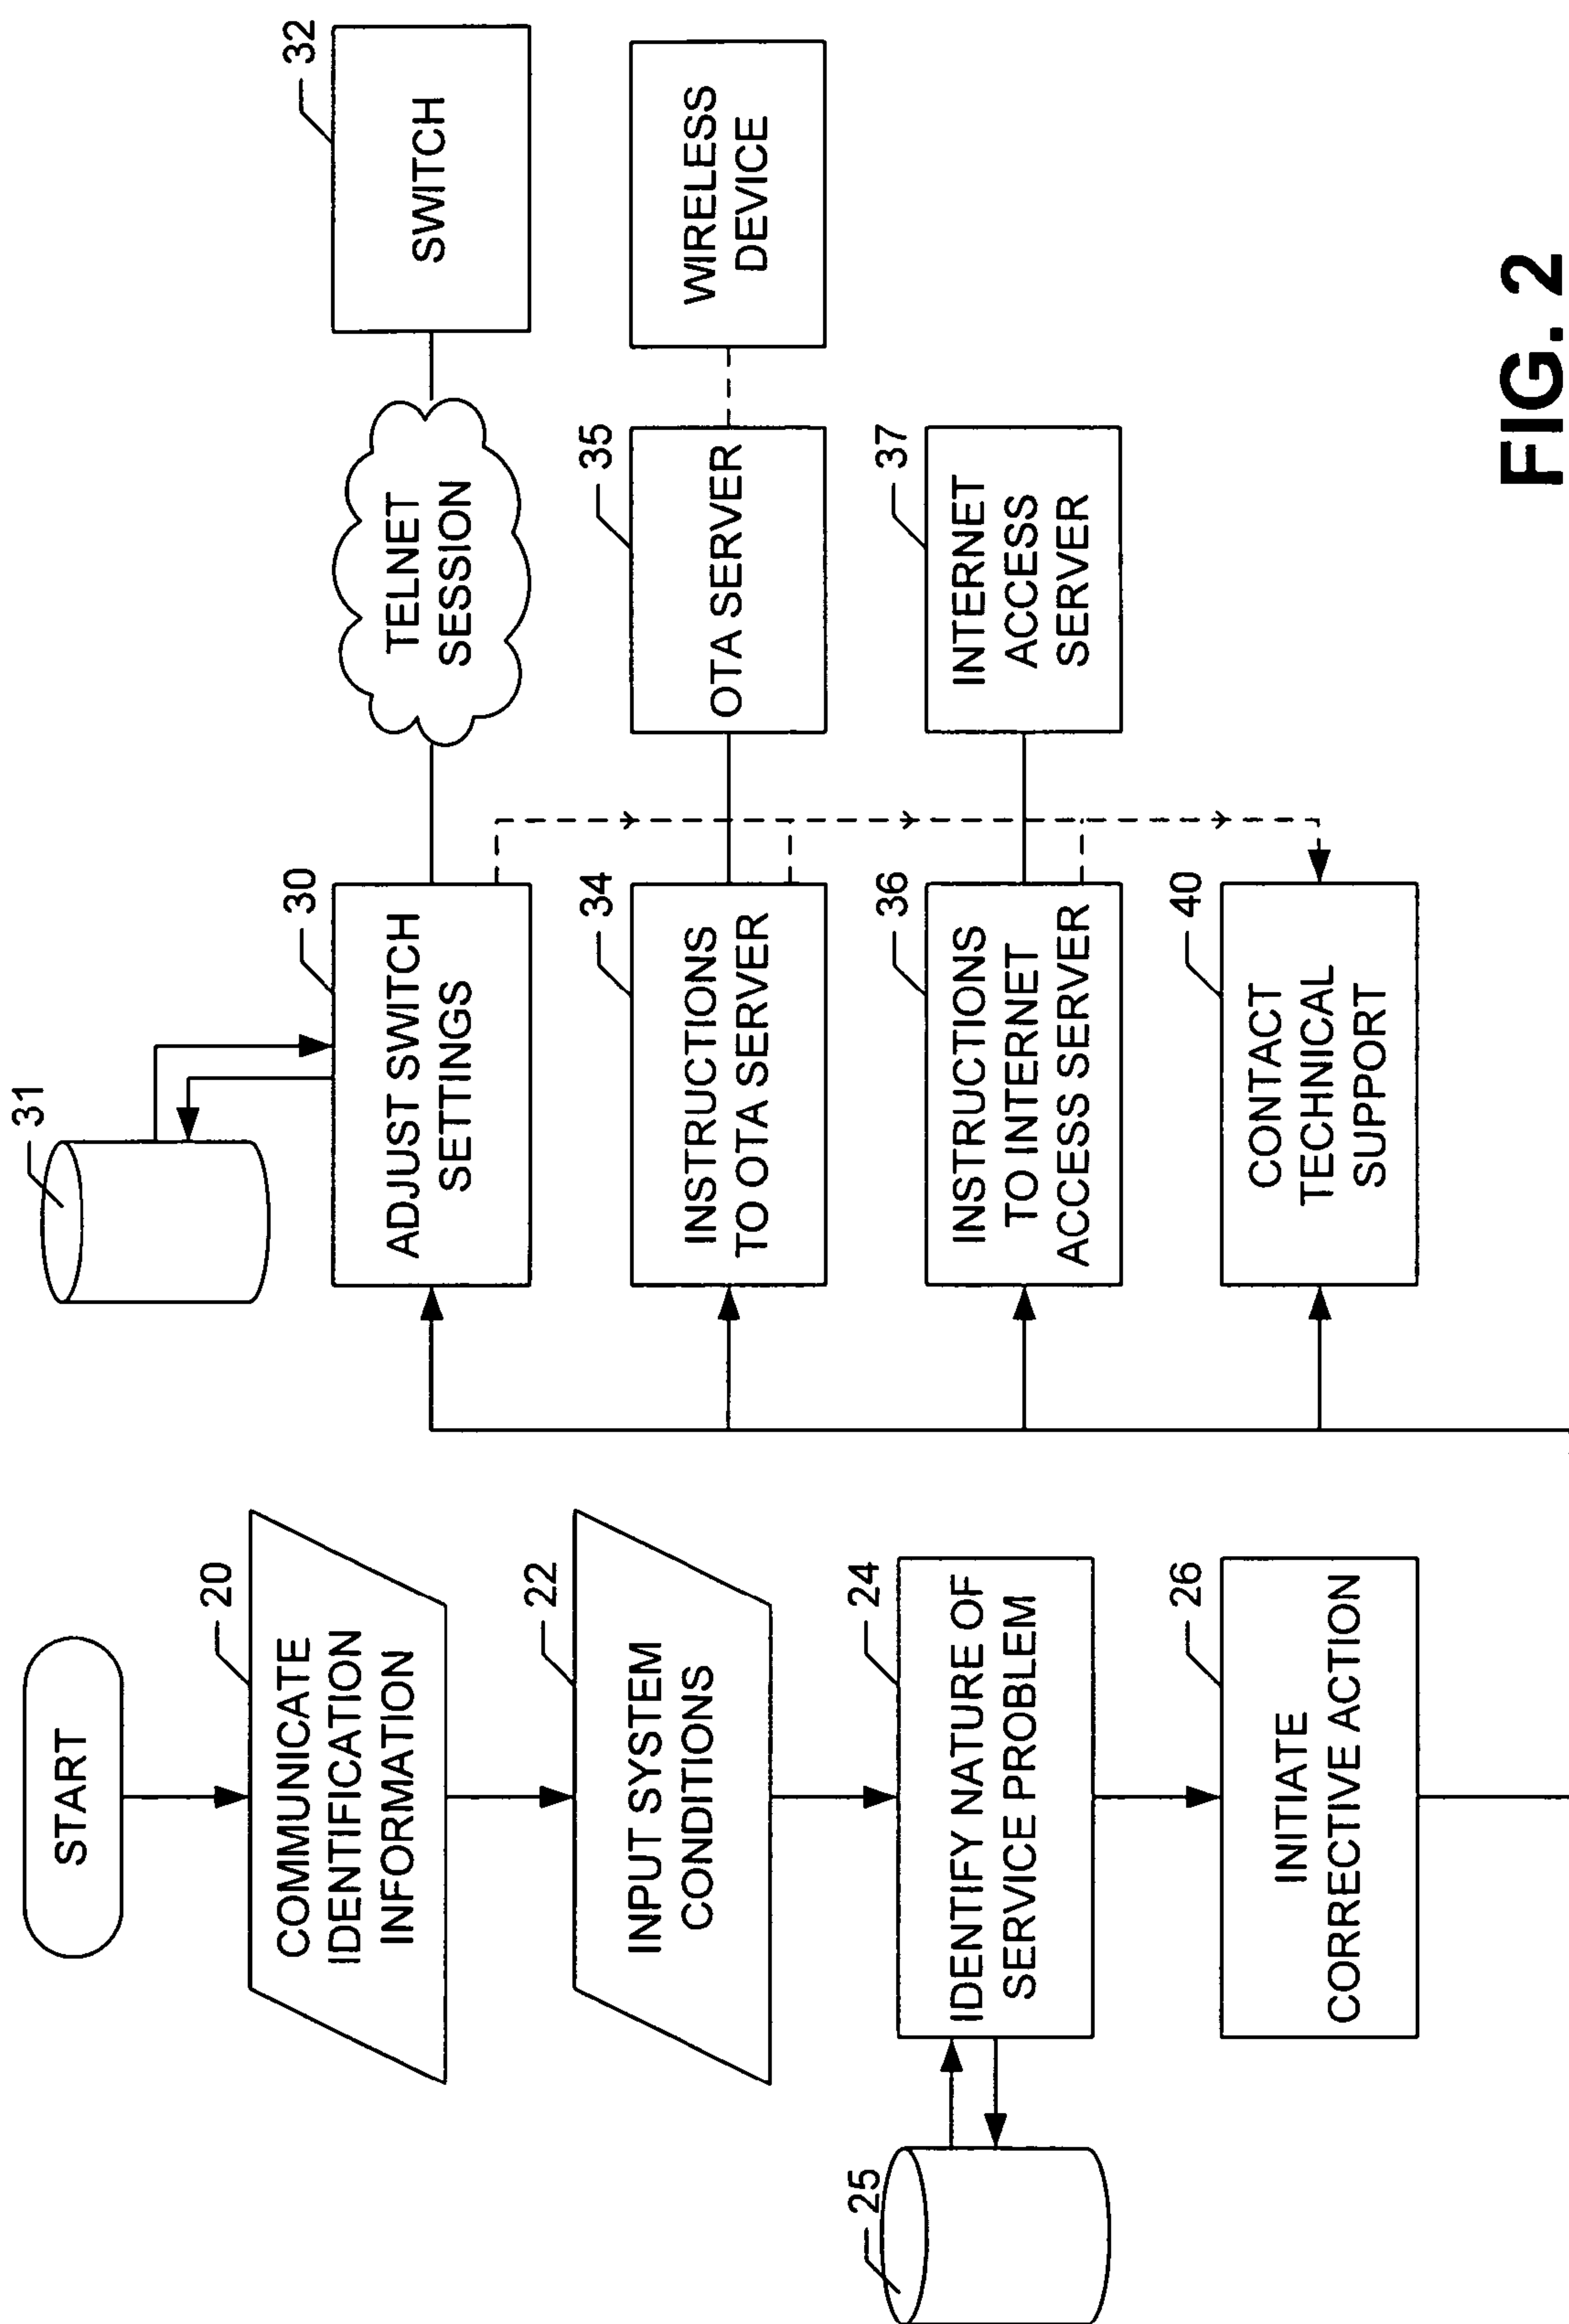 START
20
COMMUNICATE
IDENTIFICATION
INFORMATION
22
INPUT SYSTEM
CONDITIONS
24
IDENTIFY NATURE OF
SERVICE PROBLEM
25
26
INITIATE
CORRECTIVE ACTION
31
30
ADJUST SWITCH
SETTINGS
TELNET
SESSION
32
SWITCH
34
INSTRUCTIONS
TO OTA SERVER
35
OTA SERVER
WIRELESS
DEVICE
36
INSTRUCTIONS
TO INTERNET
ACCESS SERVER
37
INTERNET
ACCESS
SERVER
40
CONTACT
TECHNICAL
SUPPORT
FIG. 2